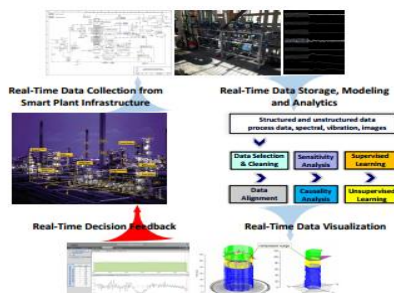 Real-Time Data Collection from
Smart Plant Infrastructure
Real-Time Data Storage, Modeling
and Analytics
Structured and unstructured data
process data, spectral, vibration, images
Data Selection
& Cleaning
Sensitivity
Analysis
Supervised
Learning
Data
Alignment
Causality
Analysis
Unsupervised
Learning
Real-Time Decision Feedback
Real-Time Data Visualization